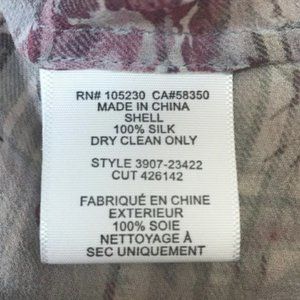 RN# 105230 CA#58350
MADE IN CHINA
SHELL
100% SILK
DRY CLEAN ONLY
STYLE 3907-23422
CUT 426142
FABRIQUÉ EN CHINE
EXTERIEUR
100% SOIE
NETTOYAGE À
SEC UNIQUEMENT